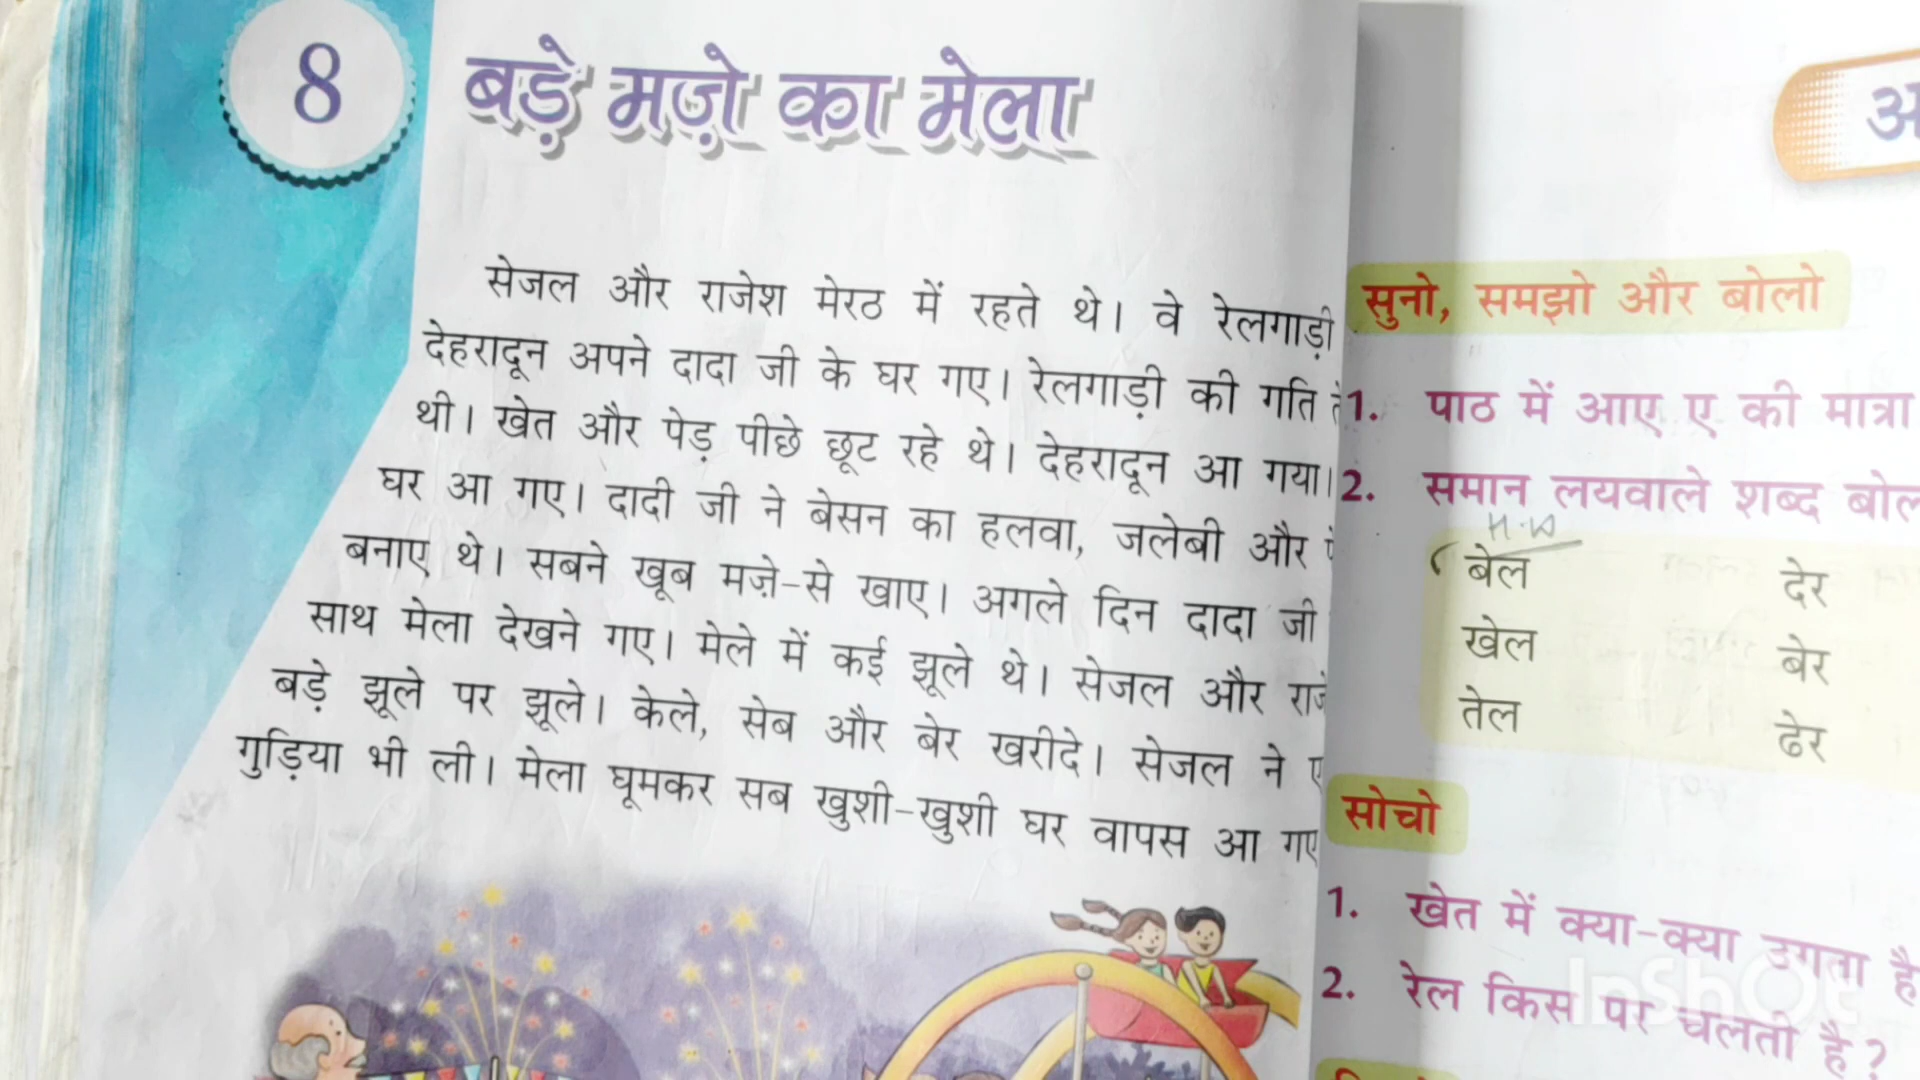 8
बड़े मज़े का मेला
सेजल और राजेश मेरठ में रहते थे। वे रेलगाड़ी
देहरादून अपने दादा जी के घर गए। रेलगाड़ी की गति
थी। खेत और पेड़ पीछे छूट रहे थे। देहरादून आ गया।
घर आ गए। दादी जी ने बेसन का हलवा, जलेबी और
बनाए थे। सबने खूब मज़े-से खाए। अगले दिन दादा जी
साथ मेला देखने गए। मेले में कई झूले थे। सेजल और
बड़े झूले पर झूले। केले, सेब और बेर खरीदे। सेजल ने
गुड़िया भी ली। मेला घूमकर सब खुशी-खुशी घर वापस आ गए
सुनो, समझो और बोलो
1. पाठ में आए ए की मात्रा
2. समान लयवाले शब्द
H.W
बेल देर
खेल बेर
तेल ढेर
सोचो
1. खेत में क्या-क्या उगता है
2. रेल किस पर चलती है?
InShOt